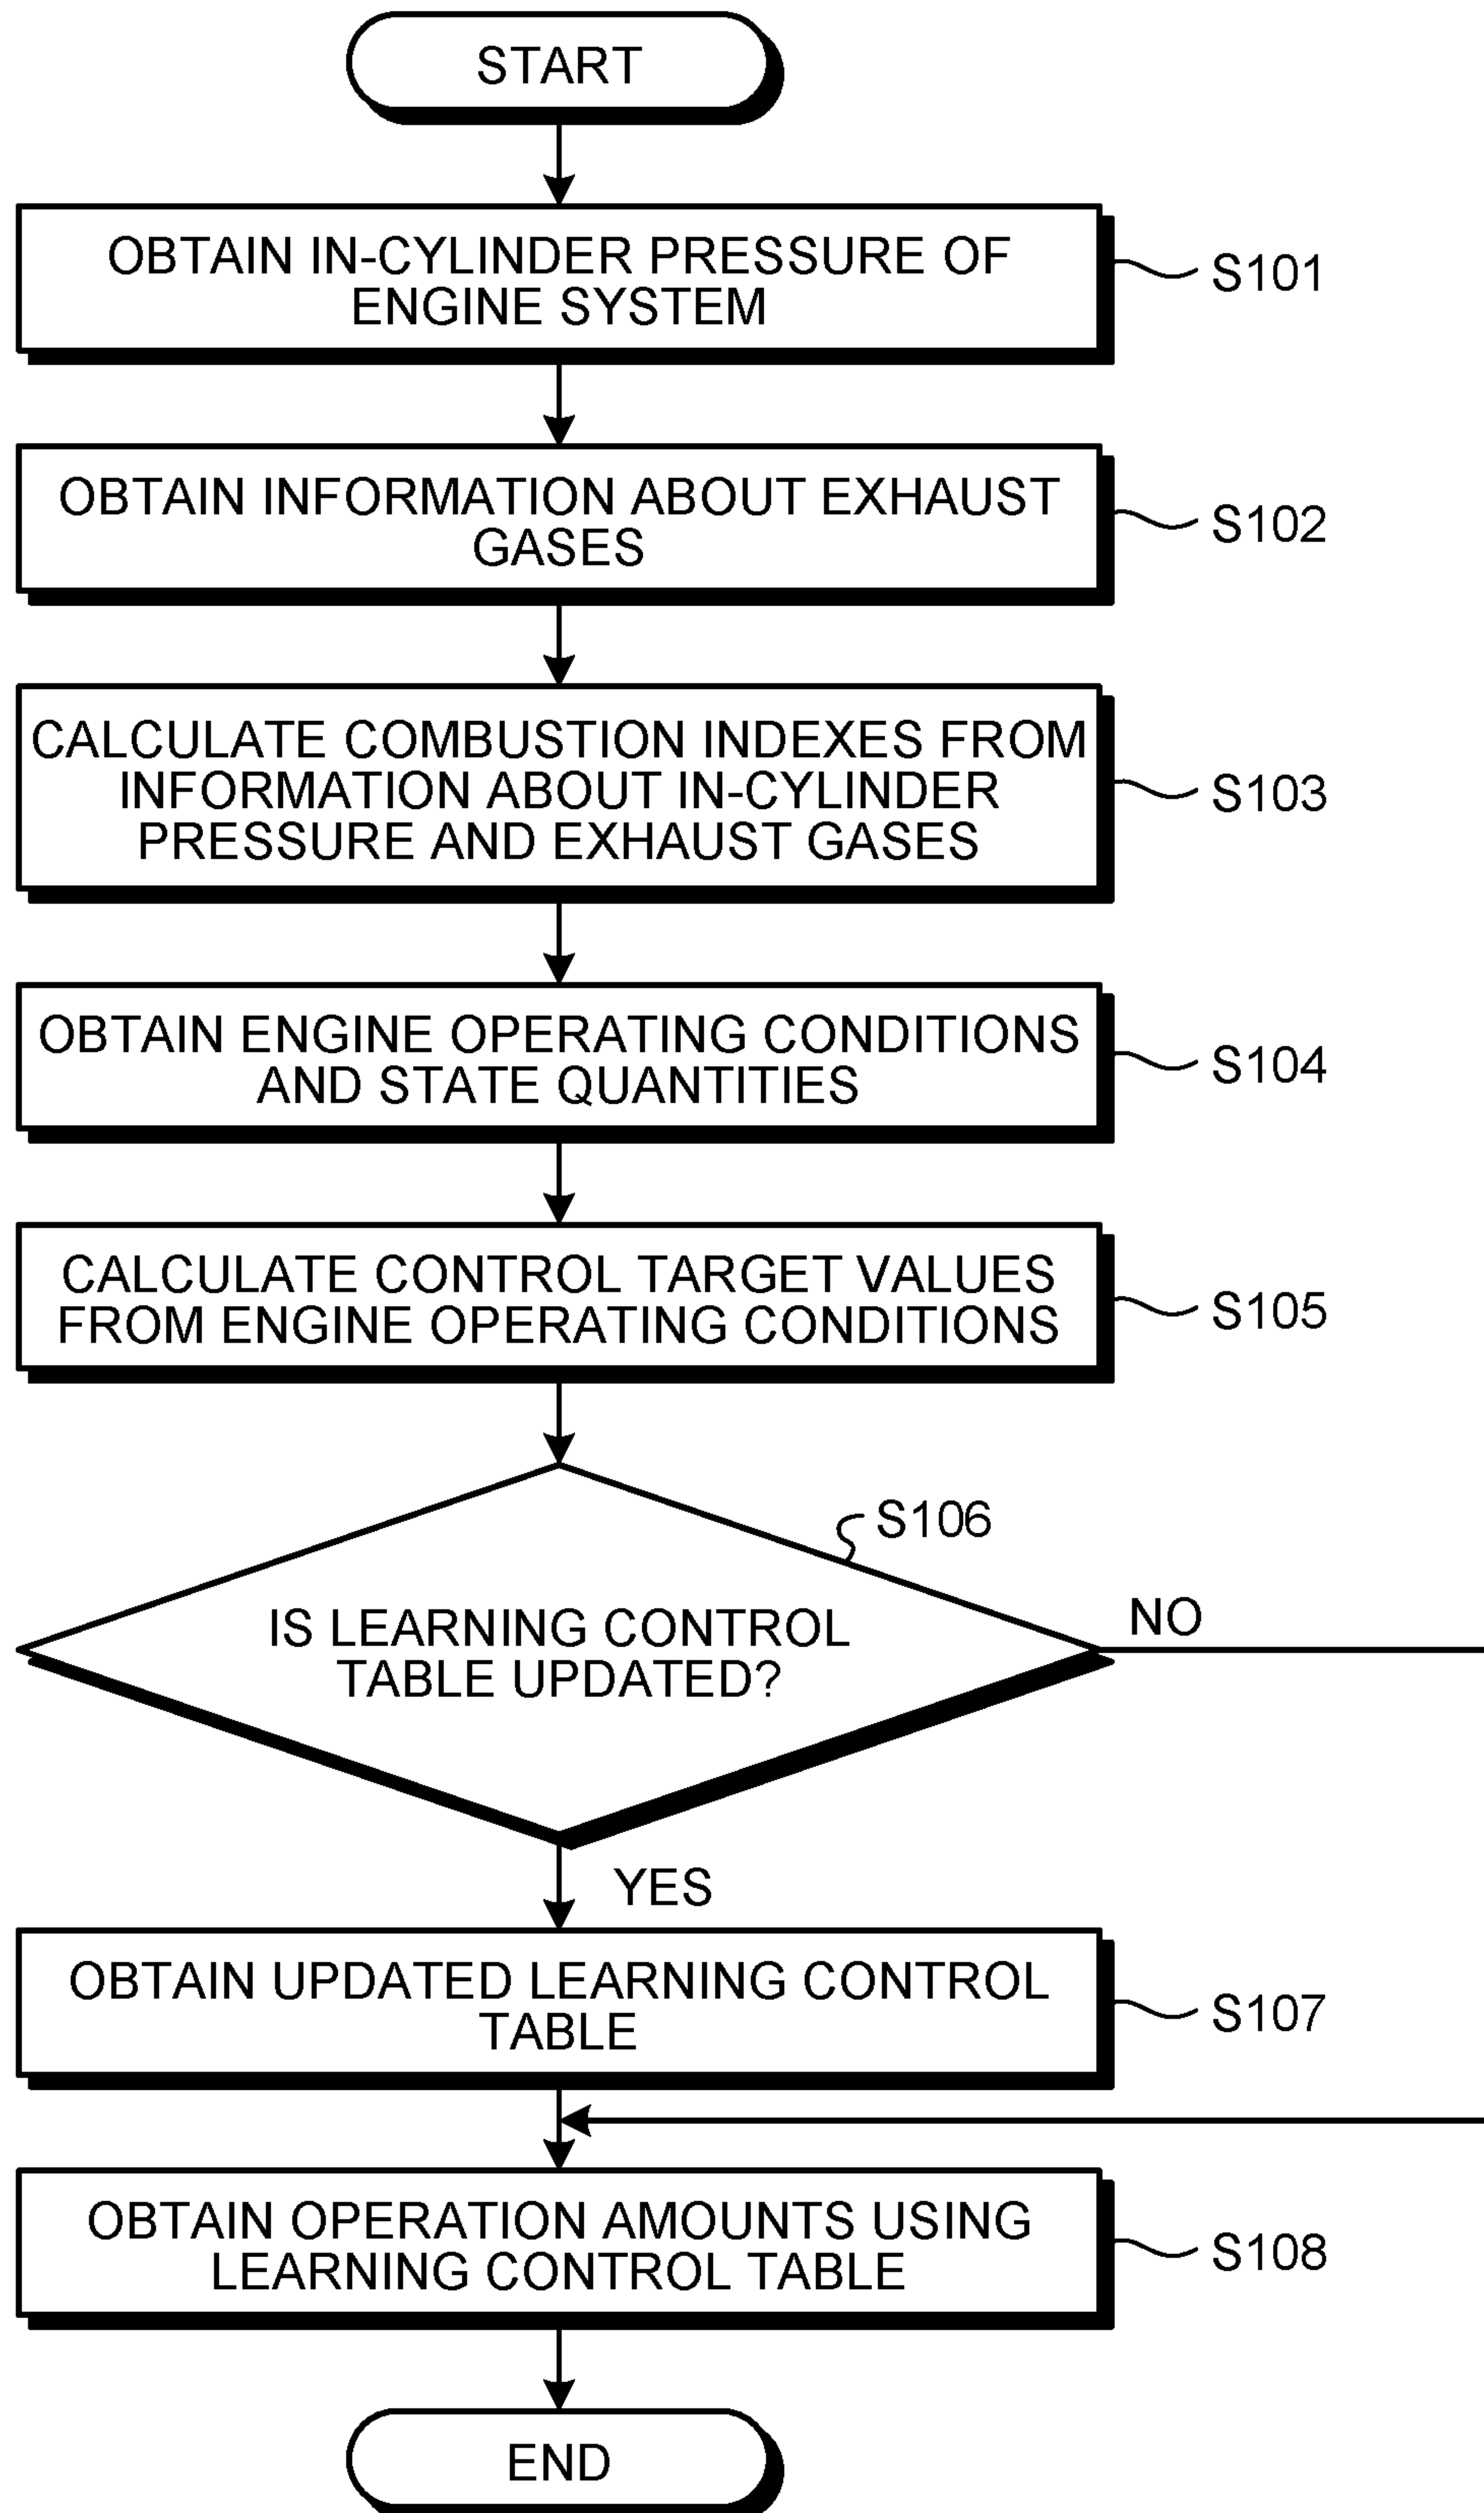 START
OBTAIN IN-CYLINDER PRESSURE OF
ENGINE SYSTEM
S101
OBTAIN INFORMATION ABOUT EXHAUST
GASES
S102
CALCULATE COMBUSTION INDEXES FROM
INFORMATION ABOUT IN-CYLINDER
PRESSURE AND EXHAUST GASES
S103
OBTAIN ENGINE OPERATING CONDITIONS
AND STATE QUANTITIES
S104
CALCULATE CONTROL TARGET VALUES
FROM ENGINE OPERATING CONDITIONS
S105
S106
IS LEARNING CONTROL
TABLE UPDATED?
NO
YES
OBTAIN UPDATED LEARNING CONTROL
TABLE
S107
OBTAIN OPERATION AMOUNTS USING
LEARNING CONTROL TABLE
S108
END